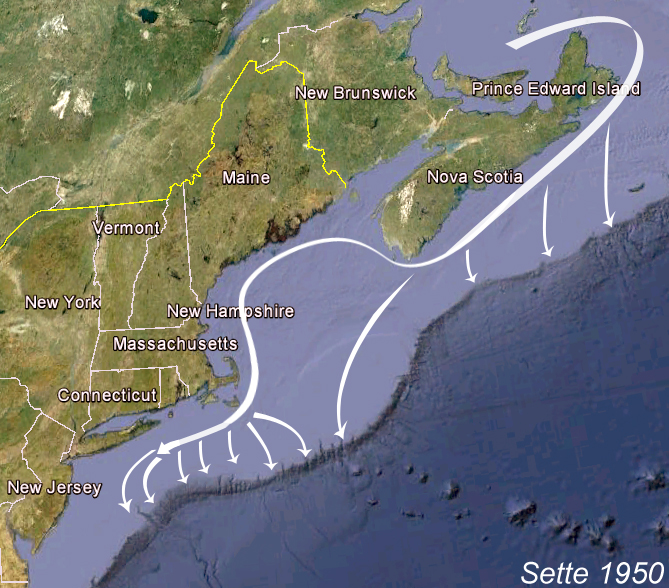 New Brunswick
Prince Edward Island
Maine
Nova Scotia
Vermont
New York
New Hampshire
Massachusetts
Connecticut
New Jersey
Sette 1950